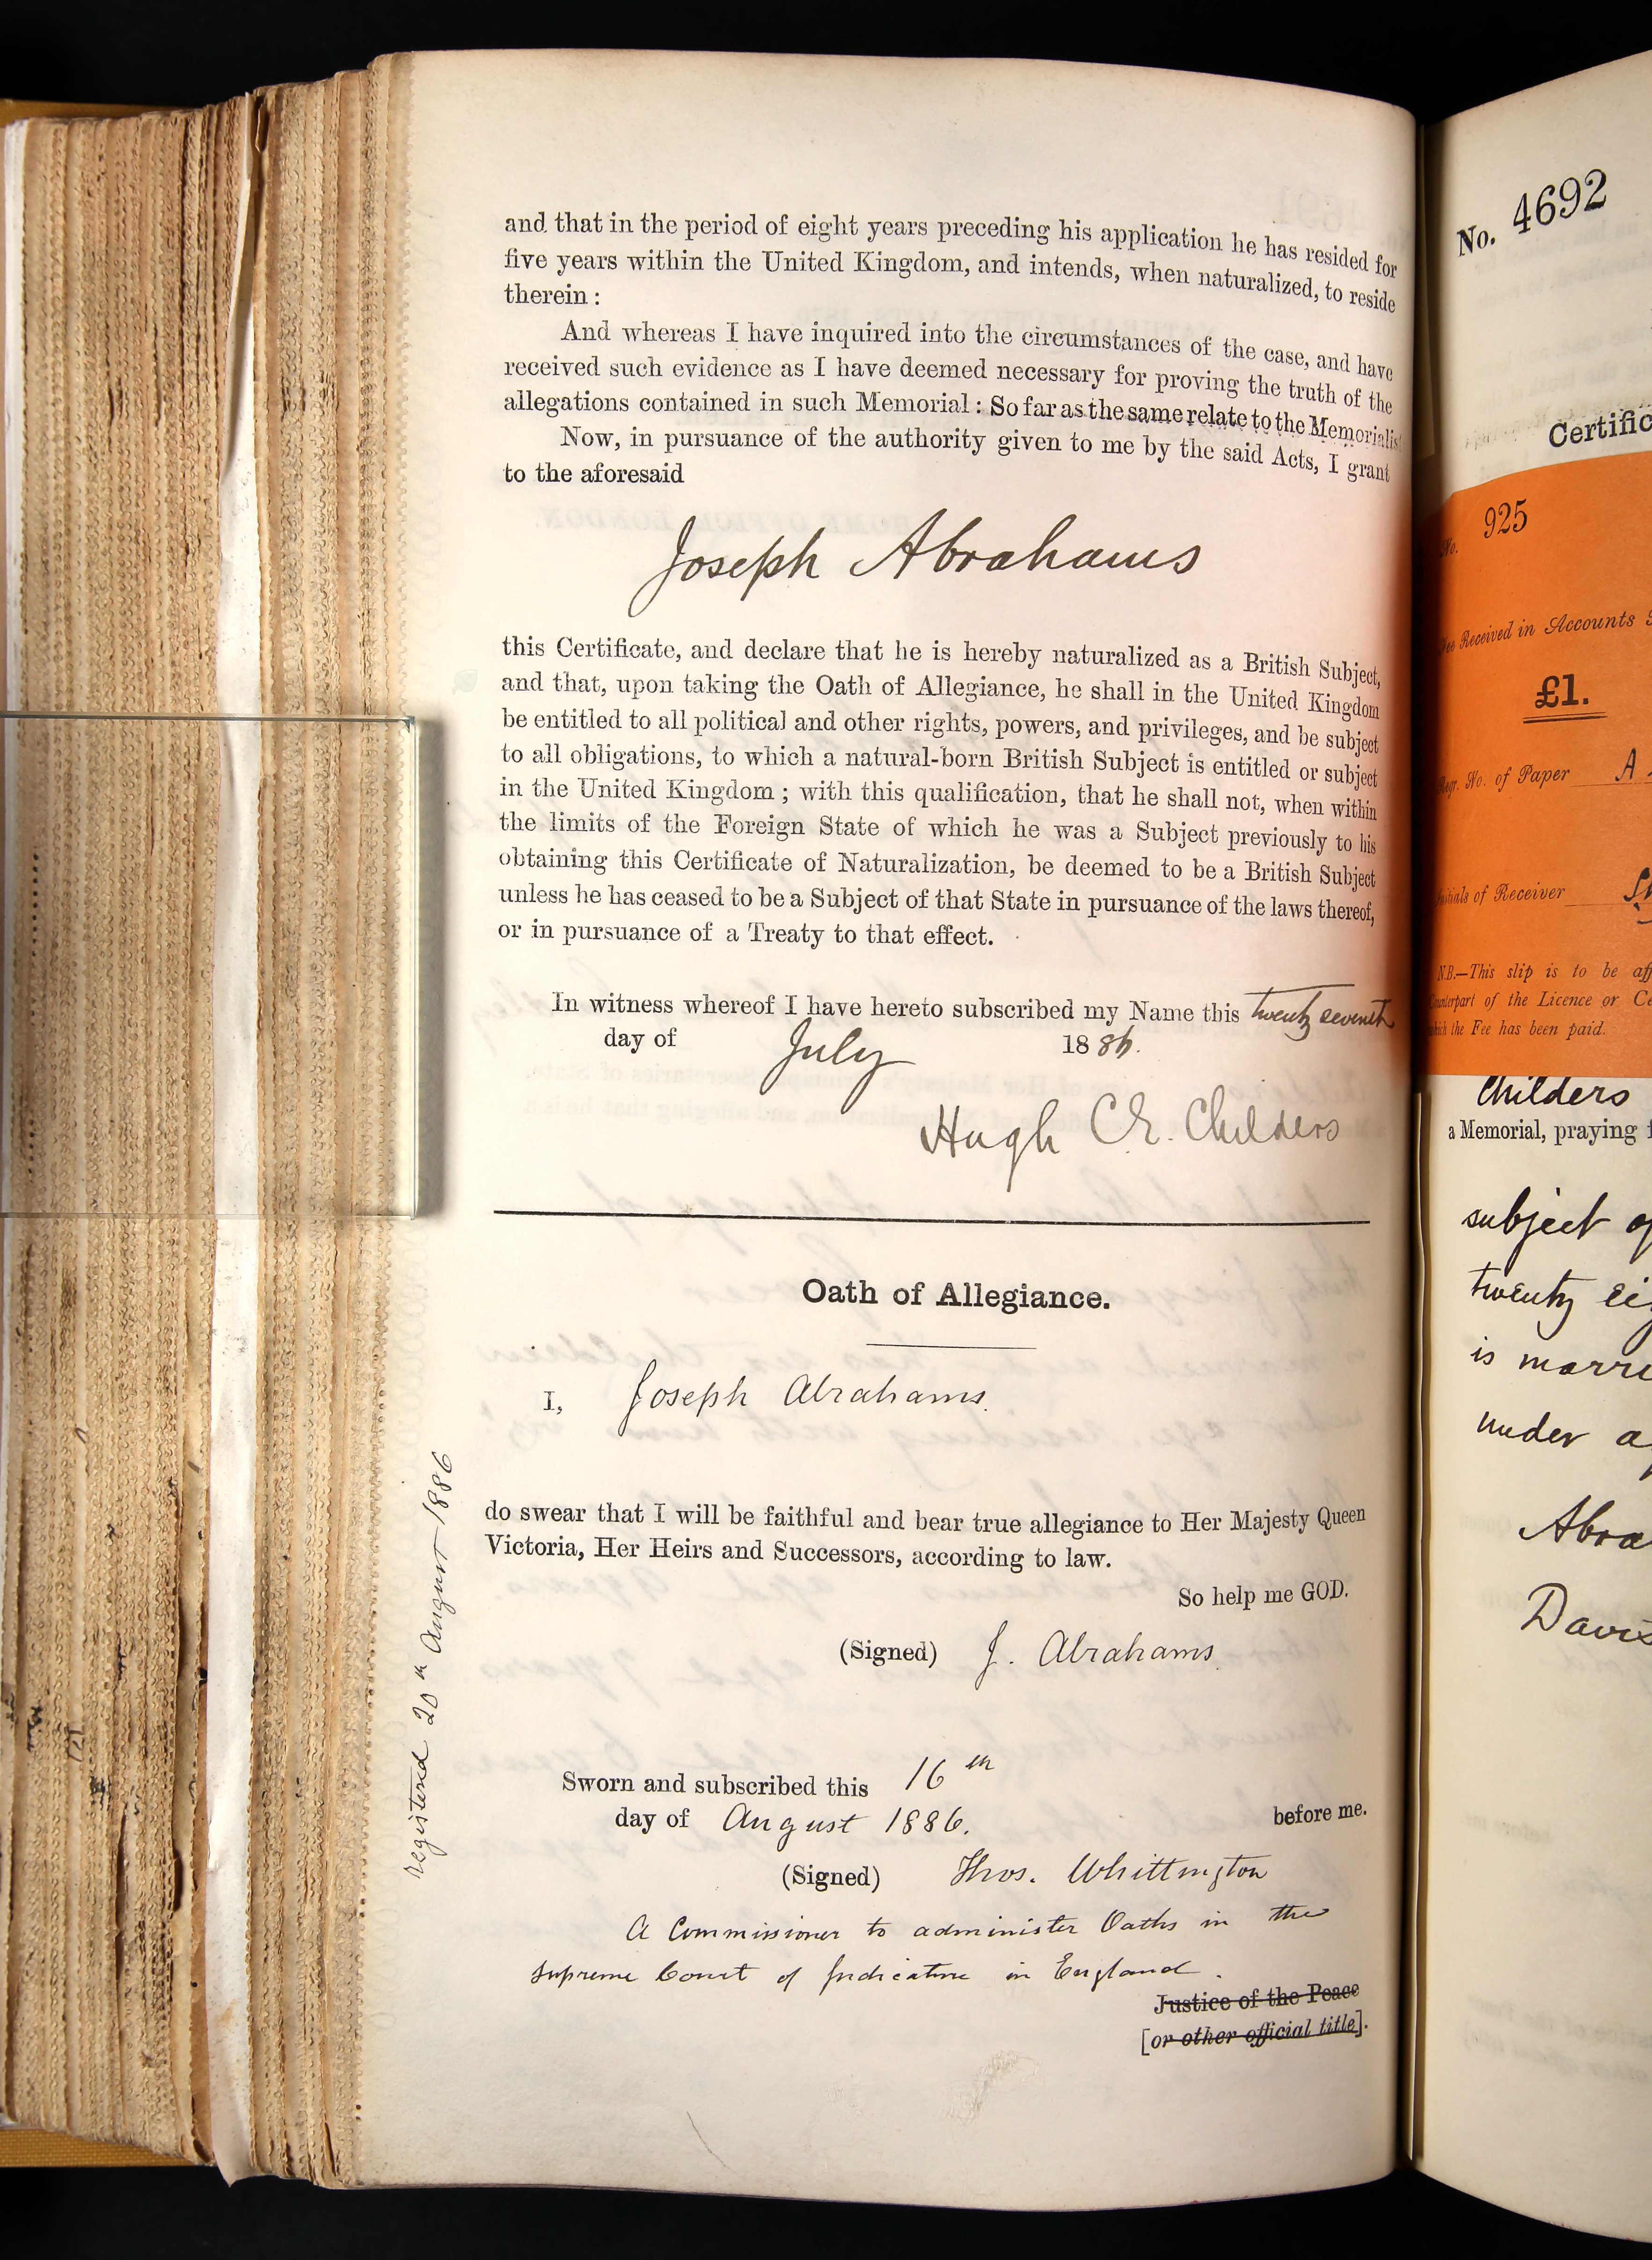 and that in the period of eight years preceding his application he has resided for
five years within the United Kingdom, and intends, when naturalized, to reside
therein :
And whereas I have inquired into the circumstances of the case, and have
received such evidence as I have deemed necessary for proving the truth of the
allegations contained in such Memorial : So far as the same relate to the Memorialis
Now, in pursuance of the authority given to me by the said Acts, I grant
to the aforesaid
Joseph Abrahams
this Certificate, and declare that he is hereby naturalized as a British Subject,
and that, upon taking the Oath of Allegiance, he shall in the United Kingdom
be entitled to all political and other rights, powers, and privileges, and be subject
to all obligations, to which a natural-born British Subject is entitled or subject
in the United Kingdom ; with this qualification, that he shall not, when within
the limits of the Foreign State of which he was a Subject previously to his
obtaining this Certificate of Naturalization, be deemed to be a British Subject
unless he has ceased to be a Subject of that State in pursuance of the laws thereof,
or in pursuance of a Treaty to that effect.
In witness whereof I have hereto subscribed my Name this twenty seventh
day of July 1886.
Hugh C. E. Childers
Oath of Allegiance.
I, Joseph Abrahams.
do swear that I will be faithful and bear true allegiance to Her Majesty Queen
Victoria, Her Heirs and Successors, according to law.
So help me GOD.
(Signed) J. Abrahams
Sworn and subscribed this 16th
day of August 1886. before me.
(Signed) Thos. Whittington
A Commissioner to administer Oaths in the
Supreme Court of Judicature in England.
Justice of the Peace
[or other official title].
registered 20th August 1886
No. 4692
Certific
No. 925
Fee Received in Accounts
£1.
Regr. No. of Paper A
Initials of Receiver
N.B.—This slip is to be aff
Counterpart of the Licence or Ce
which the Fee has been paid.
Childers
a Memorial, praying f
subject of
twenty ei
is marri
under a
Abra
Davi